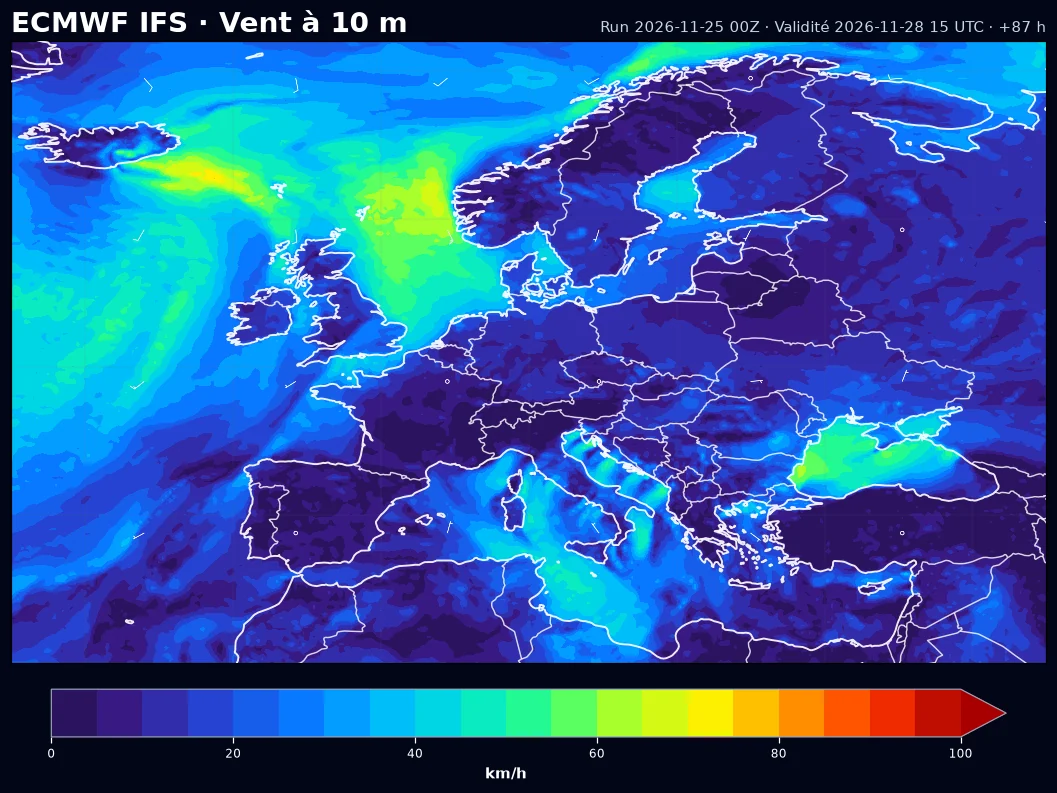 ECMWF IFS · Vent à 10 m
Run 2026-11-25 00Z · Validité 2026-11-28 15 UTC · +87 h
0 20 40 60 80 100
km/h